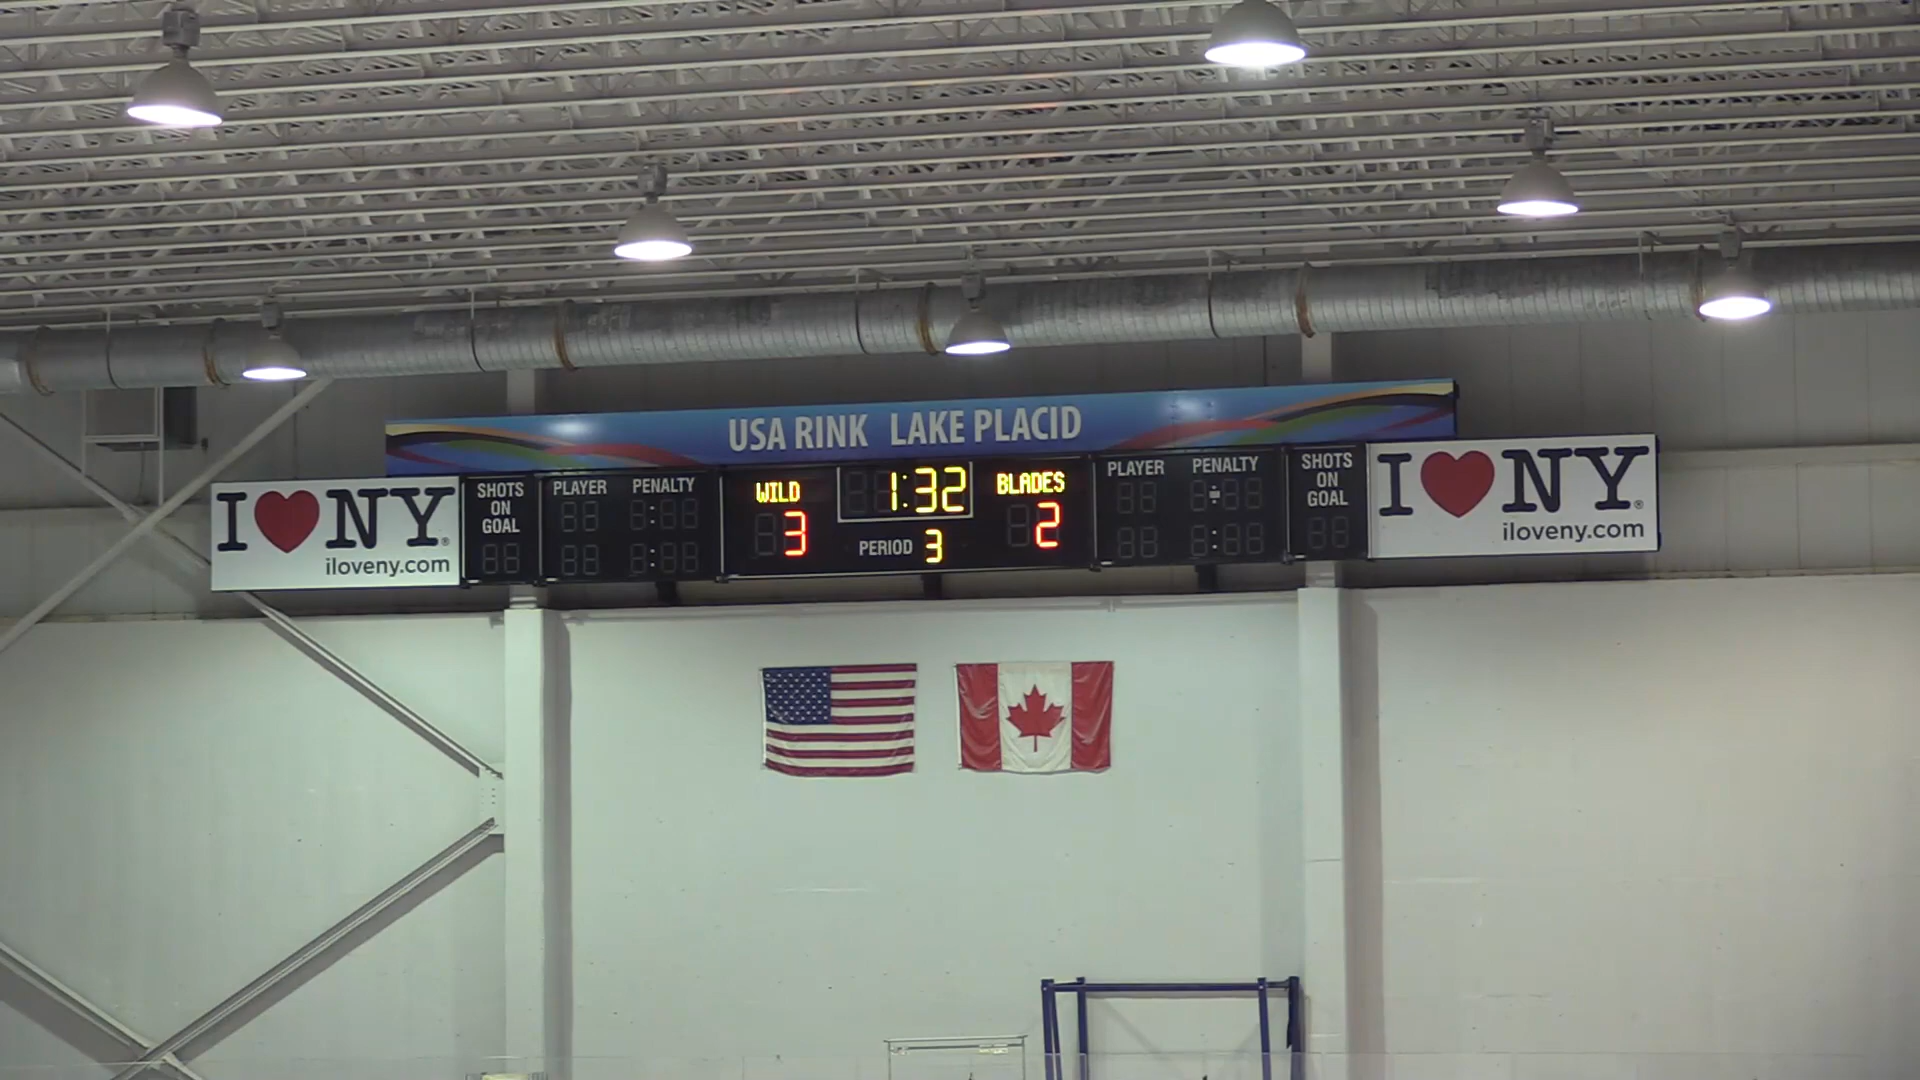 USA RINK LAKE PLACID
I ❤ NY®
iloveny.com
SHOTS ON GOAL
PLAYER PENALTY
WILD
3
1:32
PERIOD 3
BLADES
2
PLAYER PENALTY
SHOTS ON GOAL
I ❤ NY®
iloveny.com